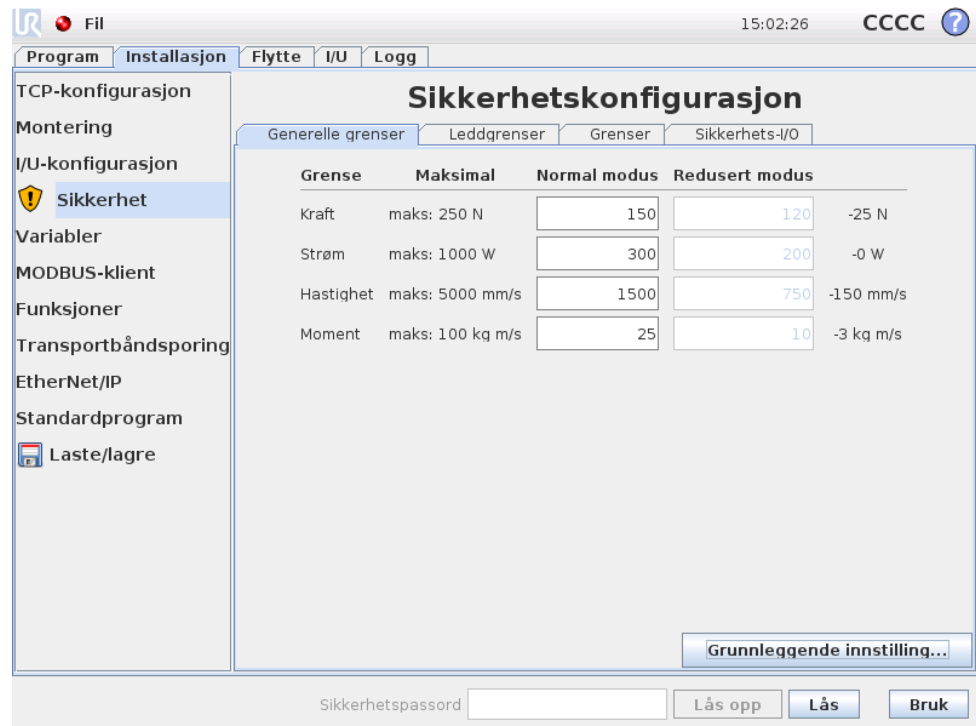 UR Fil 15:02:26 CCCC ?
Program Installasjon Flytte I/U Logg
TCP-konfigurasjon
Montering
I/U-konfigurasjon
Sikkerhet
Variabler
MODBUS-klient
Funksjoner
Transportbåndsporing
EtherNet/IP
Standardprogram
Laste/lagre
Sikkerhetskonfigurasjon
Generelle grenser Leddgrenser Grenser Sikkerhets-I/O
Grense Maksimal Normal modus Redusert modus
Kraft maks: 250 N 150 120 -25 N
Strøm maks: 1000 W 300 200 -0 W
Hastighet maks: 5000 mm/s 1500 750 -150 mm/s
Moment maks: 100 kg m/s 25 10 -3 kg m/s
Grunnleggende innstilling...
Sikkerhetspassord Lås opp Lås Bruk